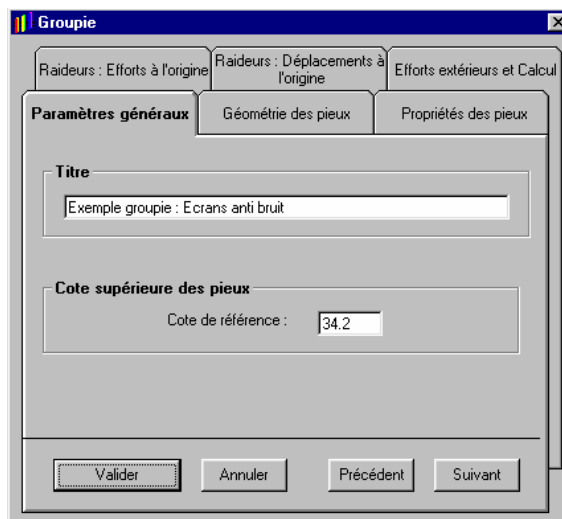 Groupie
Raideurs : Efforts à l'origine
Raideurs : Déplacements à
l'origine
Efforts extérieurs et Calcul
Paramètres généraux
Géométrie des pieux
Propriétés des pieux
Titre
Exemple groupie : Ecrans anti bruit
Cote supérieure des pieux
Cote de référence :
34.2
Valider
Annuler
Précédent
Suivant